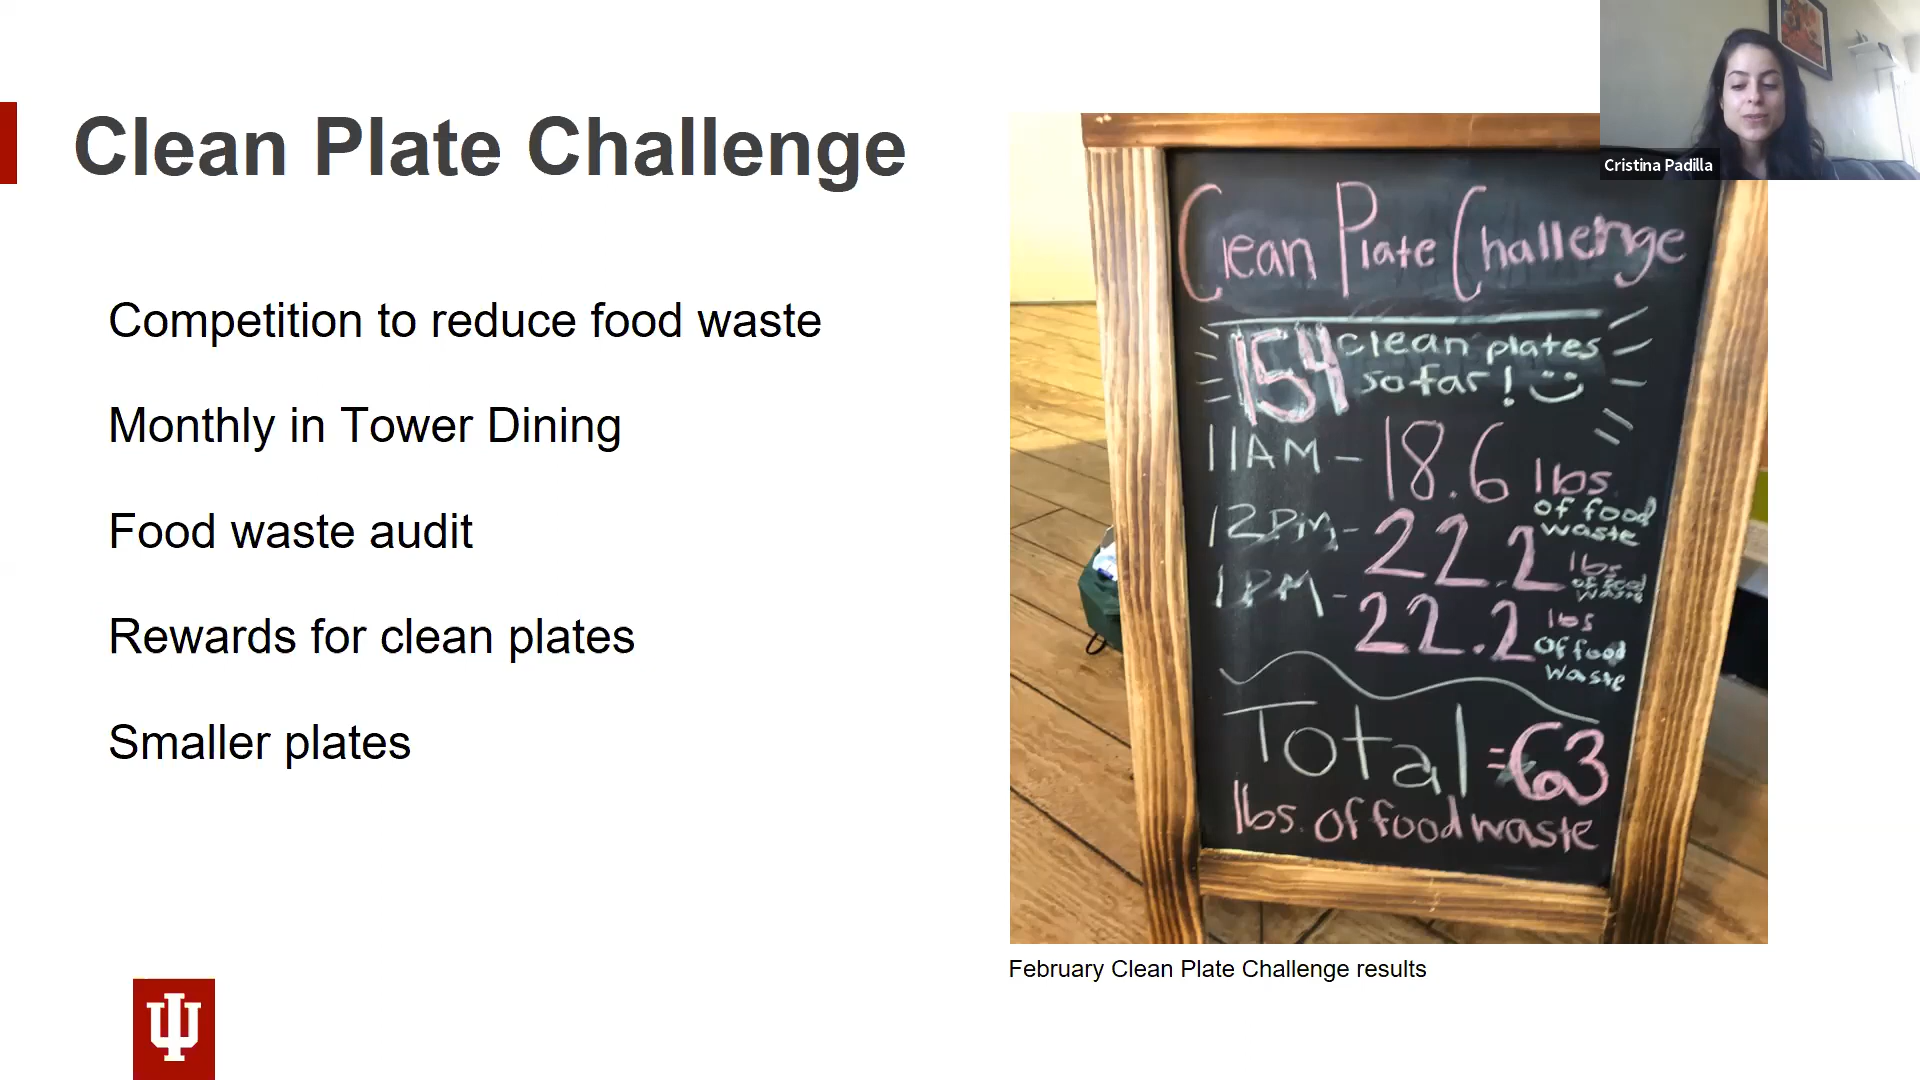 Clean Plate Challenge
Competition to reduce food waste
Monthly in Tower Dining
Food waste audit
Rewards for clean plates
Smaller plates
Clean Plate Challenge
154 clean plates
so far!
11AM - 18.6 lbs.
of food
waste
12PM - 22.2 lbs
of food
waste
1PM - 22.2 lbs
of food
waste
Total = 63
lbs. of food waste
February Clean Plate Challenge results
Cristina Padilla